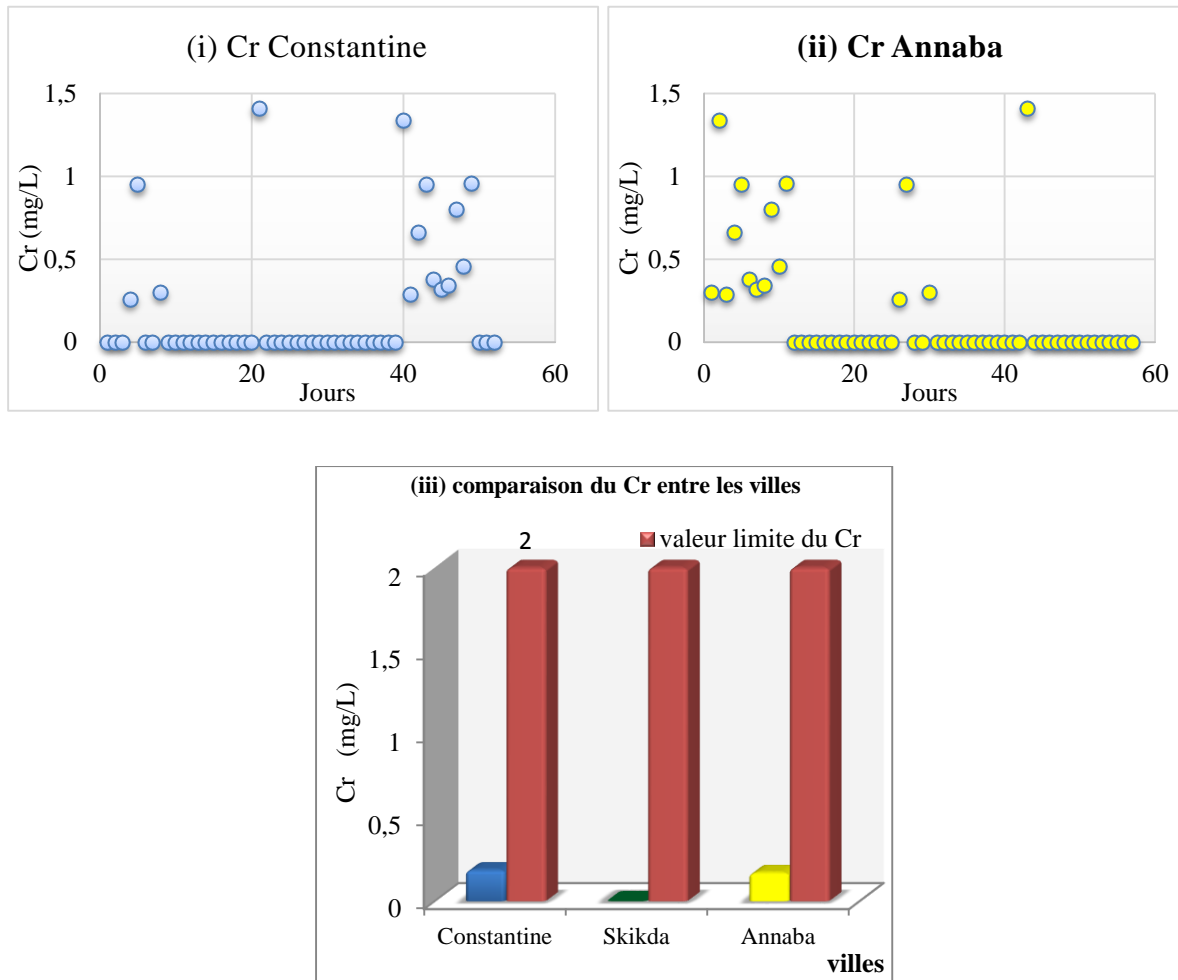 (i) Cr Constantine
Cr (mg/L)
1,5
1
0,5
0
0
20
40
60
Jours
(ii) Cr Annaba
Cr (mg/L)
1,5
1
0,5
0
0
20
40
60
Jours
(iii) comparaison du Cr entre les villes
2
valeur limite du Cr
Cr (mg/L)
2
1,5
1
0,5
0
Constantine
Skikda
Annaba
villes